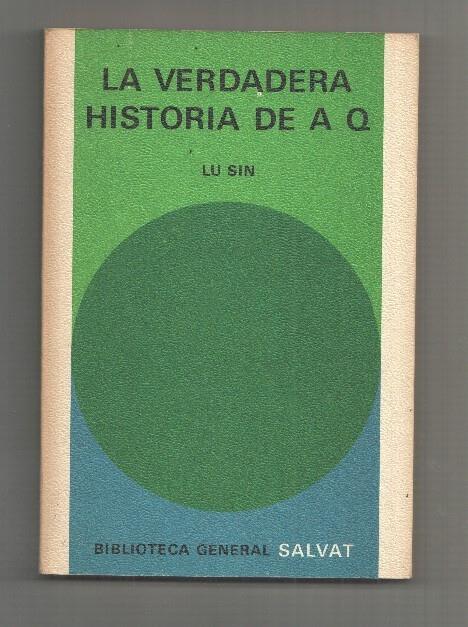 LA VERDADERA
HISTORIA DE A Q
LU SIN
BIBLIOTECA GENERAL SALVAT